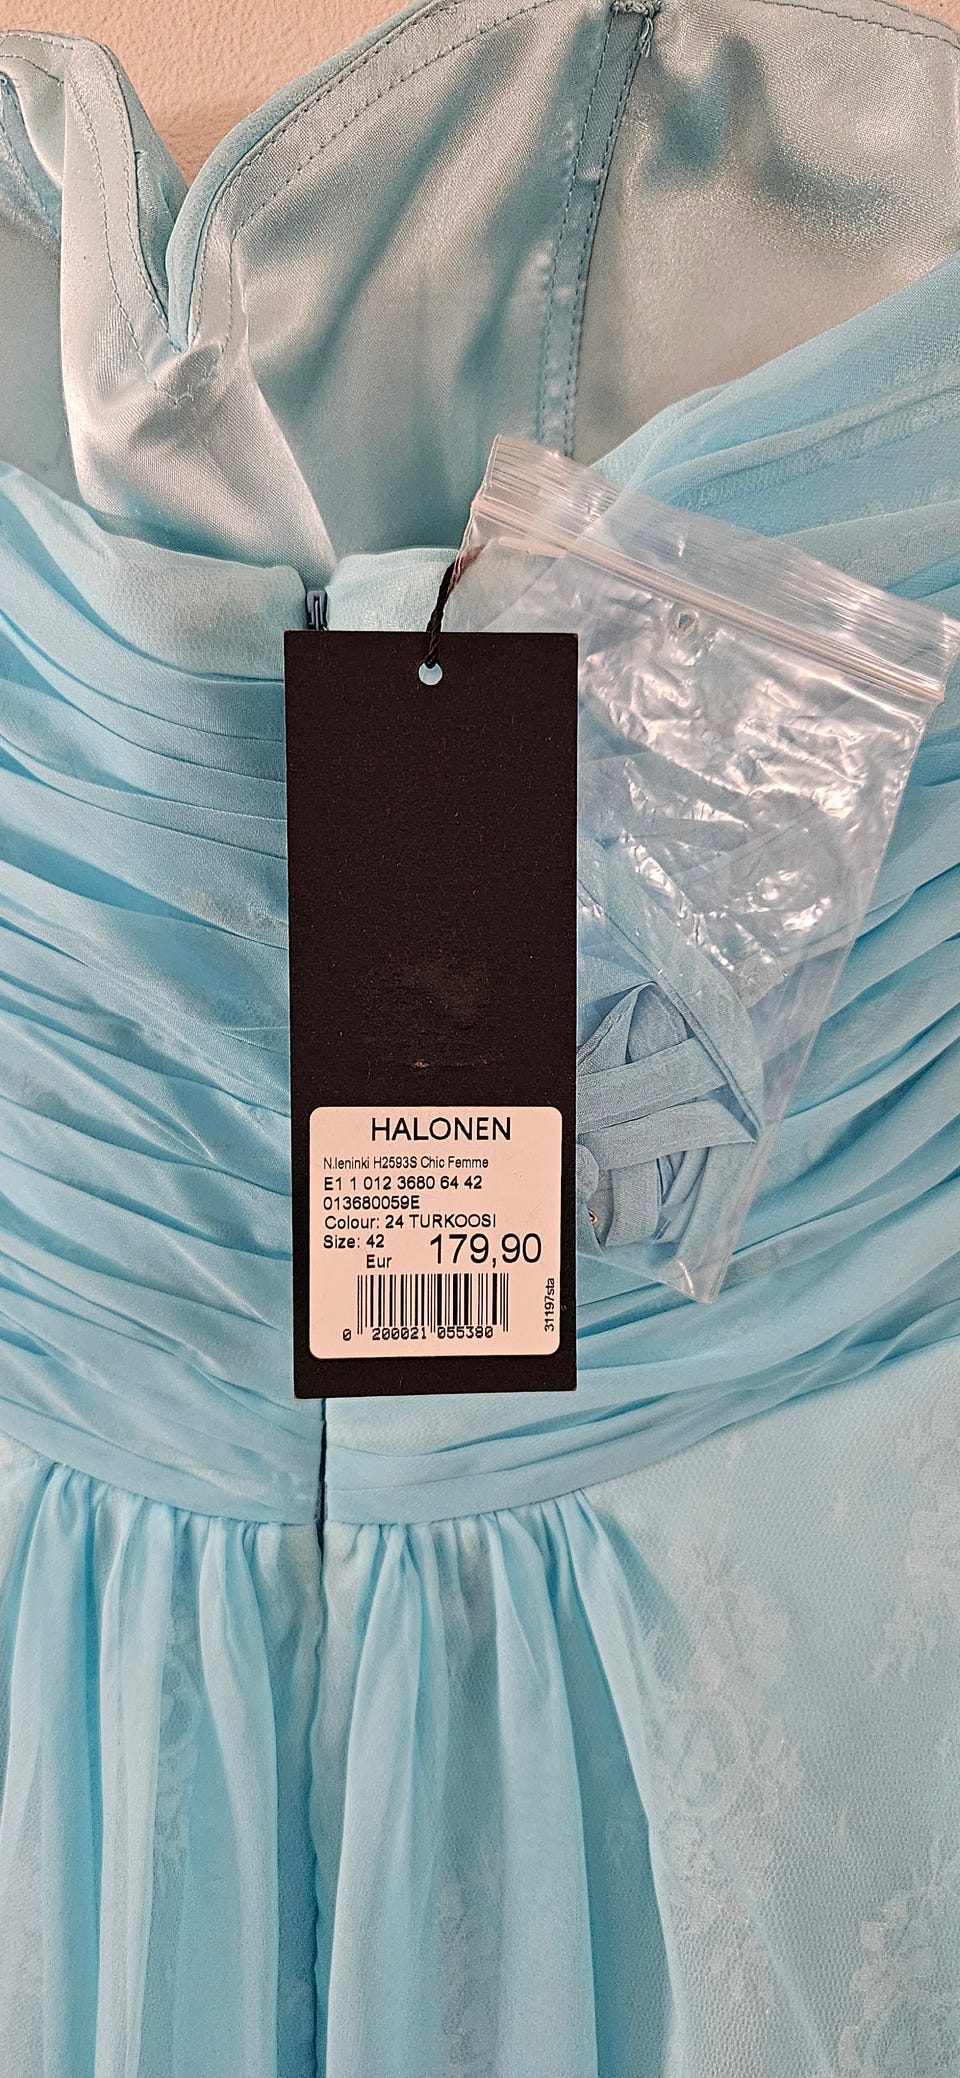 HALONEN
N.leninki H2593S Chic Femme
E1 1 012 3680 64 42
013680059E
Colour: 24 TURKOOSI
Size: 42
Eur 179,90
0 200021 055380
31197sta